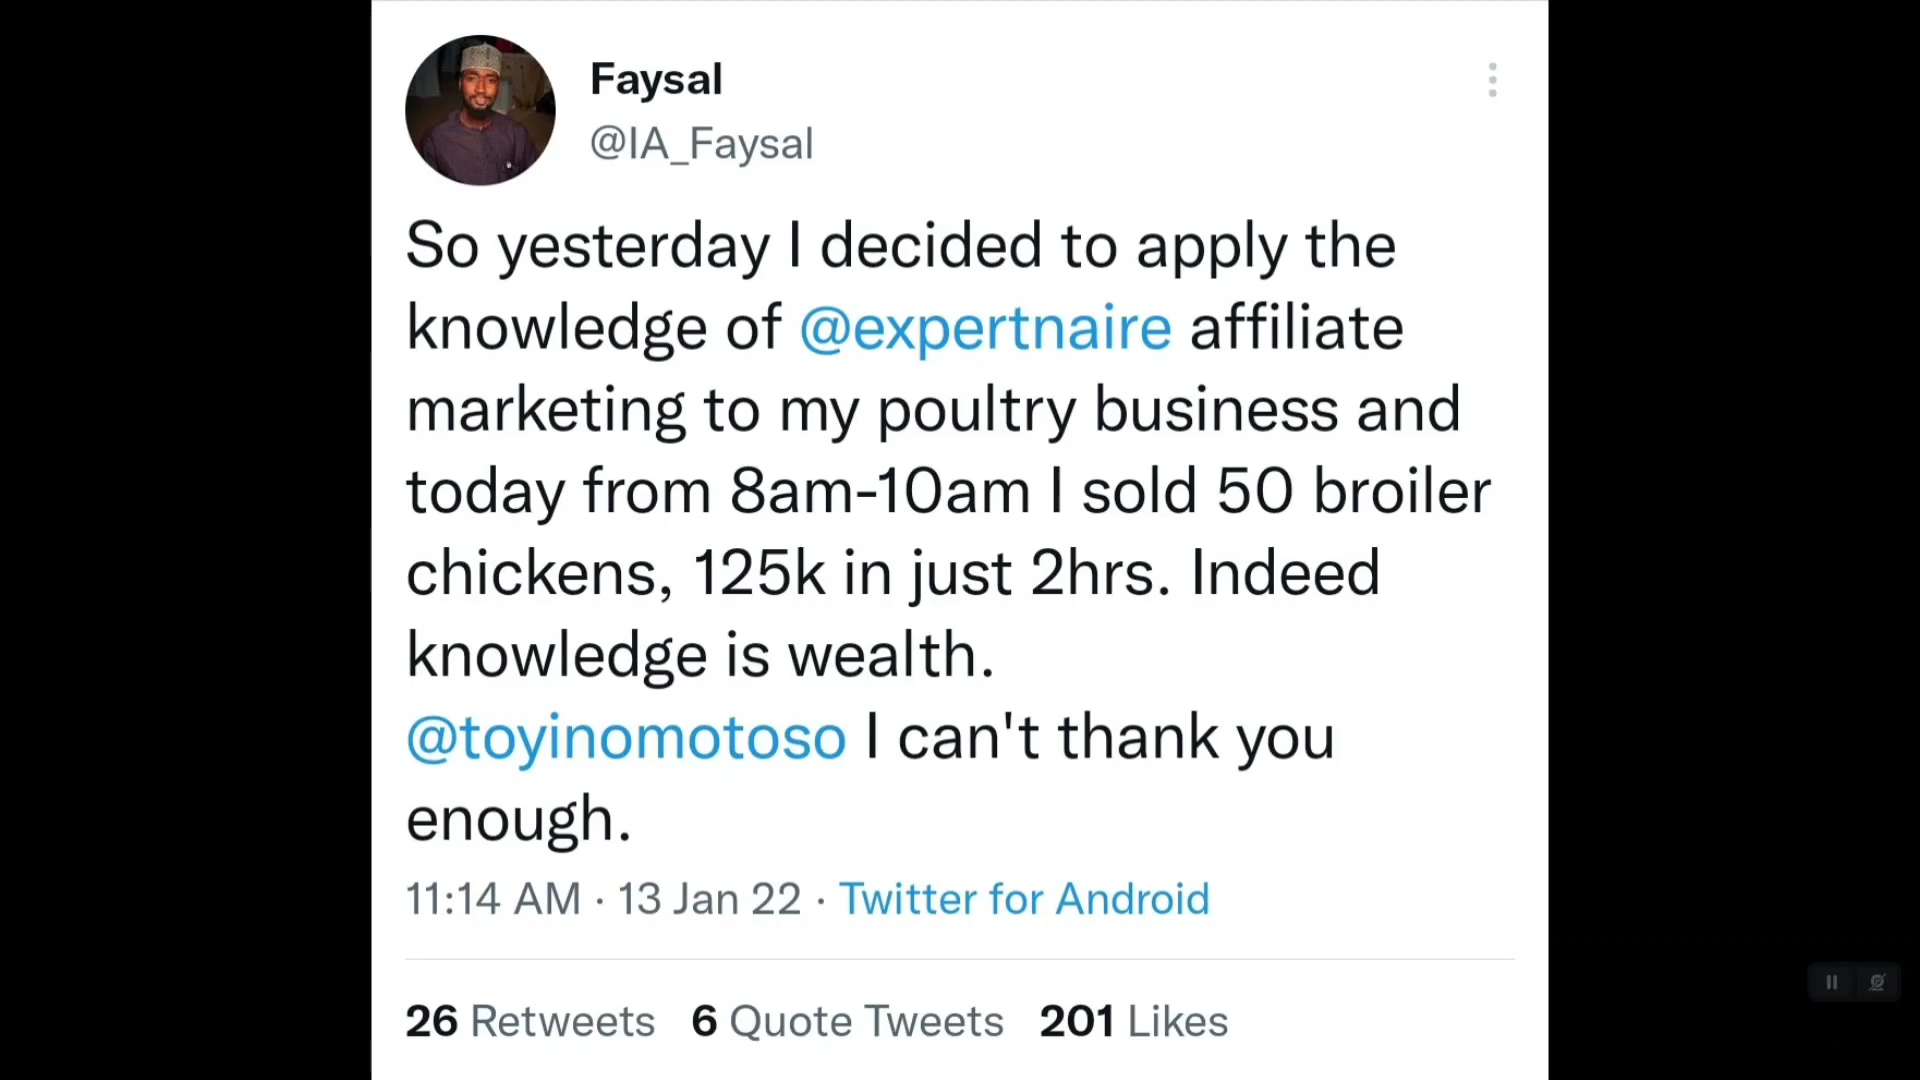 Faysal
@IA_Faysal
So yesterday I decided to apply the
knowledge of @expertnaire affiliate
marketing to my poultry business and
today from 8am-10am I sold 50 broiler
chickens, 125k in just 2hrs. Indeed
knowledge is wealth.
@toyinomotoso I can't thank you
enough.
11:14 AM · 13 Jan 22 · Twitter for Android
26 Retweets 6 Quote Tweets 201 Likes